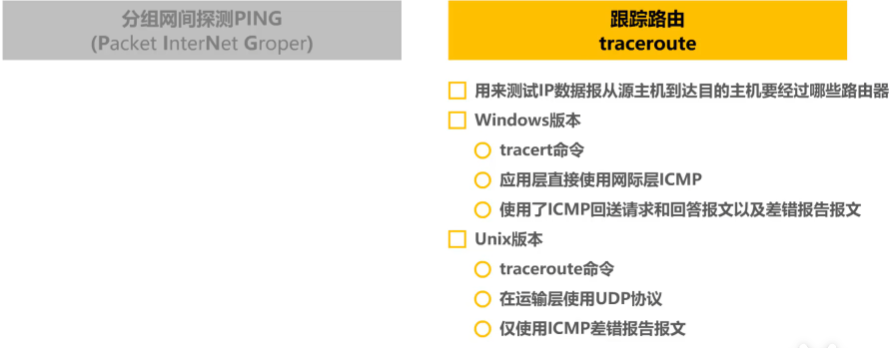 分组网间探测PING
(Packet InterNet Groper)
跟踪路由
traceroute
用来测试IP数据报从源主机到达目的主机要经过哪些路由器
Windows版本
tracert命令
应用层直接使用网际层ICMP
使用了ICMP回送请求和回答报文以及差错报告报文
Unix版本
traceroute命令
在运输层使用UDP协议
仅使用ICMP差错报告报文